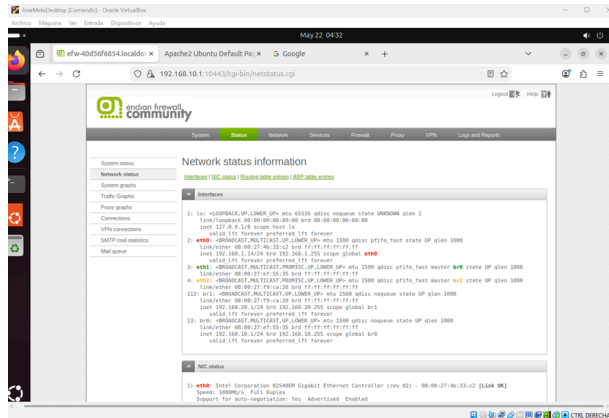 JoseMeloDesktop [Corriendo] - Oracle VirtualBox
Archivo Máquina Ver Entrada Dispositivos Ayuda
May 22 04:32
efw-40d56f6854.localdon
Apache2 Ubuntu Default Pag
Google
192.168.10.1:10443/cgi-bin/netstatus.cgi
Logout Help
endian firewall
community
System Status Network Services Firewall Proxy VPN Logs and Reports
System status
Network status
System graphs
Traffic Graphs
Proxy graphs
Connections
VPN connections
SMTP mail statistics
Mail queue
Network status information
Interfaces | NIC status | Routing table entries | ARP table entries
Interfaces
1: lo: <LOOPBACK,UP,LOWER_UP> mtu 65536 qdisc noqueue state UNKNOWN qlen 1
link/loopback 00:00:00:00:00:00 brd 00:00:00:00:00:00
inet 127.0.0.1/8 scope host lo
valid_lft forever preferred_lft forever
2: eth0: <BROADCAST,MULTICAST,UP,LOWER_UP> mtu 1500 qdisc pfifo_fast state UP qlen 1000
link/ether 08:00:27:4b:33:c2 brd ff:ff:ff:ff:ff:ff
inet 192.168.1.14/24 brd 192.168.1.255 scope global eth0
valid_lft forever preferred_lft forever
3: eth1: <BROADCAST,MULTICAST,PROMISC,UP,LOWER_UP> mtu 1500 qdisc pfifo_fast master br0 state UP qlen 1000
link/ether 08:00:27:ef:55:35 brd ff:ff:ff:ff:ff:ff
4: eth2: <BROADCAST,MULTICAST,PROMISC,UP,LOWER_UP> mtu 1500 qdisc pfifo_fast master br1 state UP qlen 1000
link/ether 08:00:27:f9:ca:20 brd ff:ff:ff:ff:ff:ff
112: br1: <BROADCAST,MULTICAST,UP,LOWER_UP> mtu 1500 qdisc noqueue state UP qlen 1000
link/ether 08:00:27:f9:ca:20 brd ff:ff:ff:ff:ff:ff
inet 192.168.20.1/24 brd 192.168.20.255 scope global br1
valid_lft forever preferred_lft forever
13: br0: <BROADCAST,MULTICAST,UP,LOWER_UP> mtu 1500 qdisc noqueue state UP qlen 1000
link/ether 08:00:27:ef:55:35 brd ff:ff:ff:ff:ff:ff
inet 192.168.10.1/24 brd 192.168.10.255 scope global br0
valid_lft forever preferred_lft forever
NIC status
1) eth0: Intel Corporation 82540EM Gigabit Ethernet Controller (rev 02) - 08:00:27:4b:33:c2 [Link OK]
Speed: 1000Mb/s Full Duplex
Support for auto-negotiation: Yes Advertised Enabled
CTRL DERECHA